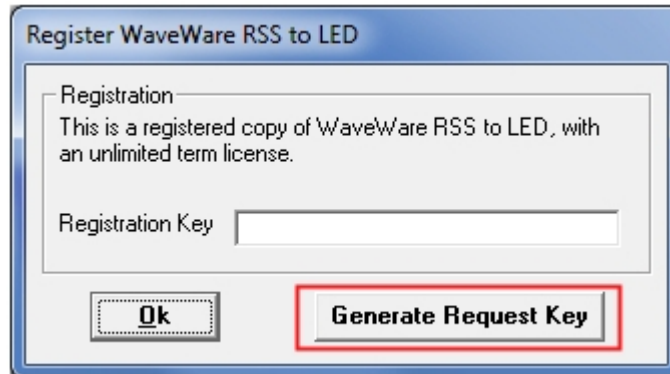 Register WaveWare RSS to LED
Registration
This is a registered copy of WaveWare RSS to LED, with
an unlimited term license.
Registration Key
Ok
Generate Request Key